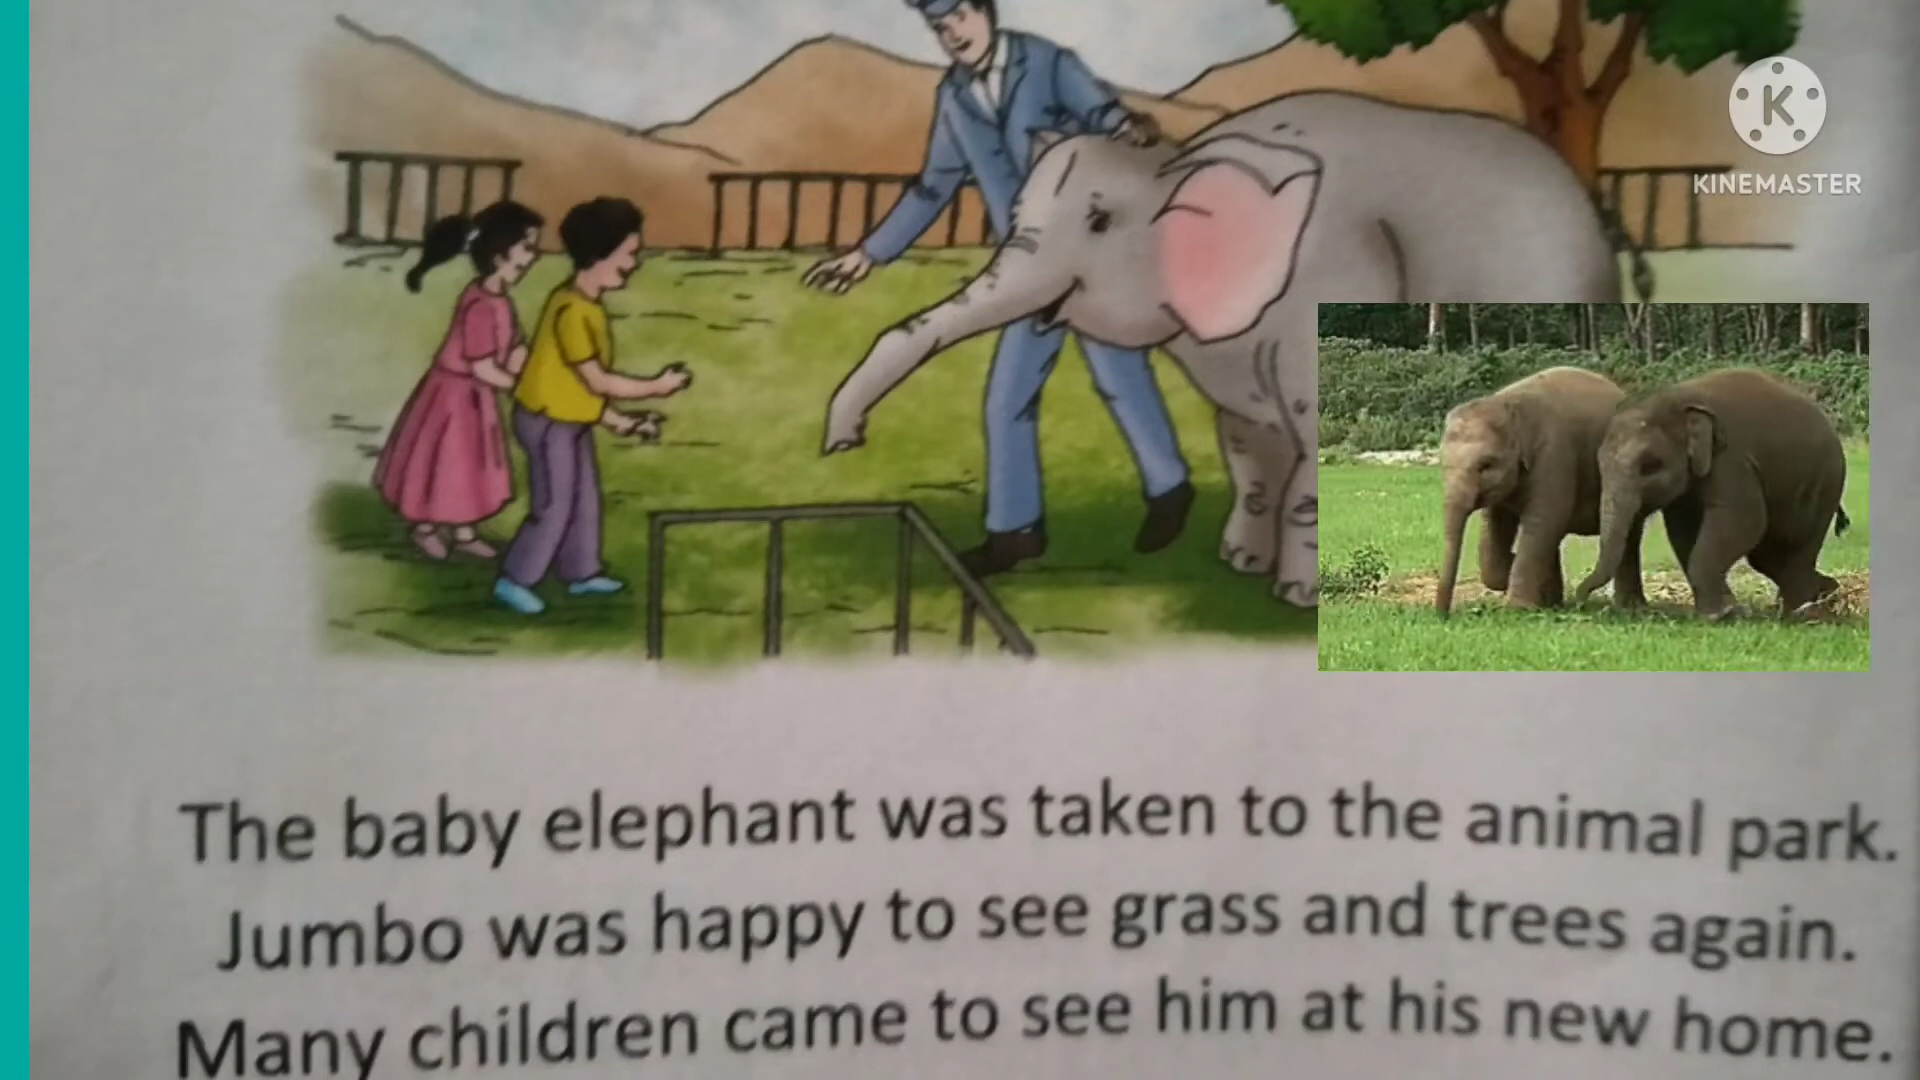 KINEMASTER
The baby elephant was taken to the animal park.
Jumbo was happy to see grass and trees again.
Many children came to see him at his new home.